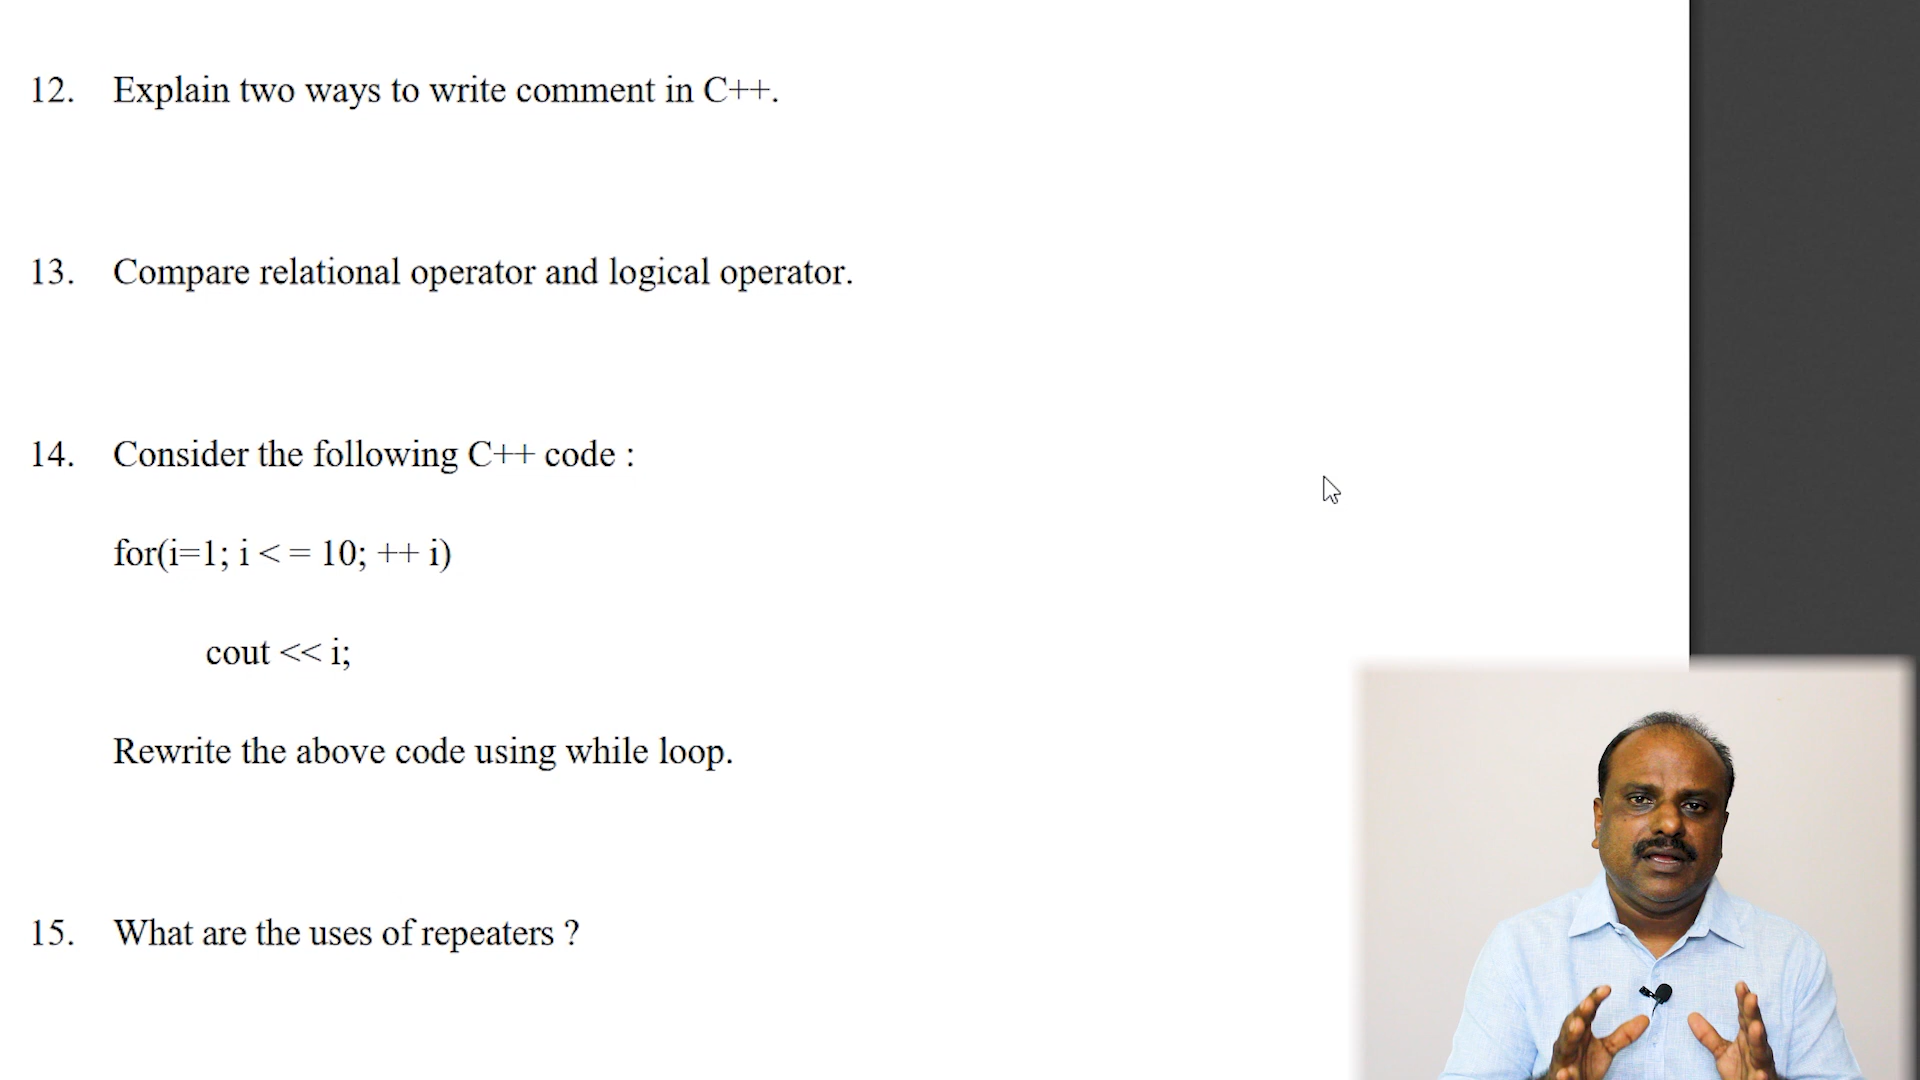 12. Explain two ways to write comment in C++.
13. Compare relational operator and logical operator.
14. Consider the following C++ code :
for(i=1; i < = 10; ++ i)
cout << i;
Rewrite the above code using while loop.
15. What are the uses of repeaters ?